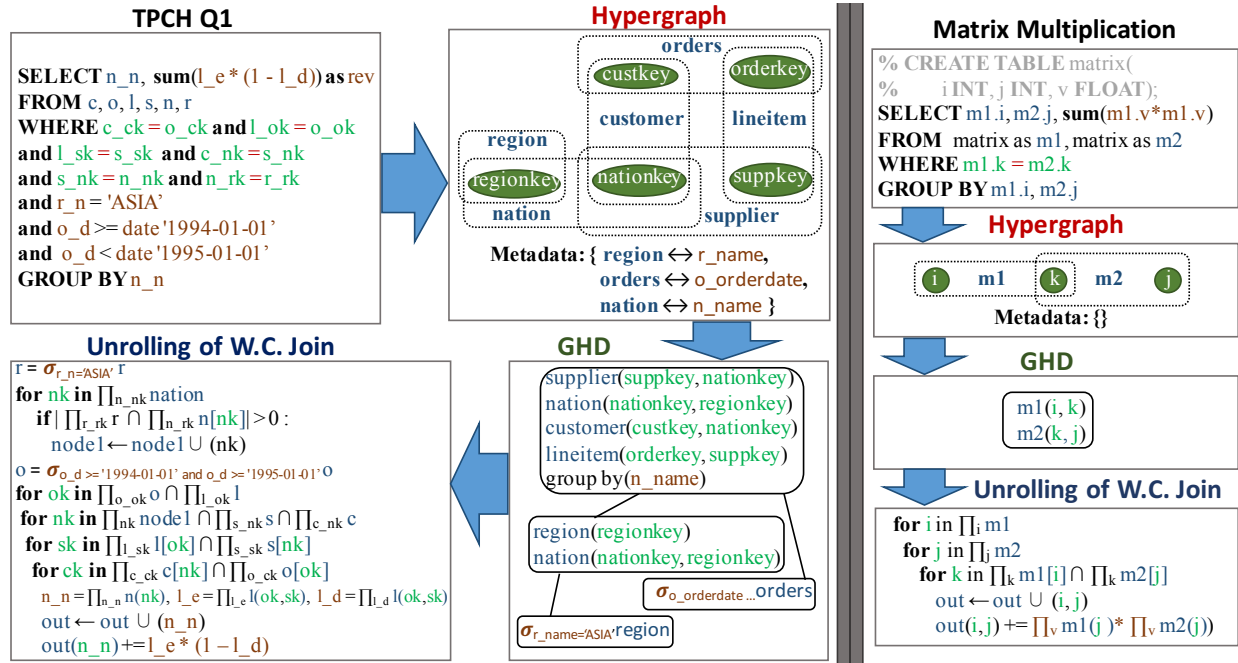 TPCH Q1
SELECT n_n, sum(l_e * (1 - l_d)) as rev
FROM c, o, l, s, n, r
WHERE c_ck = o_ck and l_ok = o_ok
and l_sk = s_sk and c_nk = s_nk
and s_nk = n_nk and n_rk = r_rk
and r_n = 'ASIA'
and o_d >= date '1994-01-01'
and o_d < date '1995-01-01'
GROUP BY n_n
Hypergraph
orders
custkey
orderkey
customer
lineitem
region
regionkey
nationkey
suppkey
nation
supplier
Metadata: { region ↔ r_name,
orders ↔ o_orderdate,
nation ↔ n_name }
Unrolling of W.C. Join
r = σ r_n='ASIA' r
for nk in ∏n_nk nation
if | ∏r_rk r ∩ ∏n_rk n[nk]| > 0 :
node1 ← node1 ∪ (nk)
o = σ o_d >= '1994-01-01' and o_d >= '1995-01-01' o
for ok in ∏o_ok o ∩ ∏l_ok l
for nk in ∏nk node1 ∩ ∏s_nk s ∩ ∏c_nk c
for sk in ∏l_sk l[ok] ∩ ∏s_sk s[nk]
for ck in ∏c_ck c[nk] ∩ ∏o_ck o[ok]
n_n = ∏n_n n(nk), l_e = ∏l_e l(ok,sk), l_d = ∏l_d l(ok,sk)
out ← out ∪ (n_n)
out(n_n) += l_e * (1 – l_d)
GHD
supplier(suppkey, nationkey)
nation(nationkey, regionkey)
customer(custkey, nationkey)
lineitem(orderkey, suppkey)
group by(n_name)
region(regionkey)
nation(nationkey, regionkey)
σ o_orderdate ... orders
σ r_name='ASIA' region
Matrix Multiplication
% CREATE TABLE matrix(
% i INT, j INT, v FLOAT);
SELECT m1.i, m2.j, sum(m1.v*m1.v)
FROM matrix as m1, matrix as m2
WHERE m1.k = m2.k
GROUP BY m1.i, m2.j
Hypergraph
i m1 k m2 j
Metadata: {}
GHD
m1(i, k)
m2(k, j)
Unrolling of W.C. Join
for i in ∏i m1
for j in ∏j m2
for k in ∏k m1[i] ∩ ∏k m2[j]
out ← out ∪ (i, j)
out(i, j) += ∏v m1(j )* ∏v m2(j))